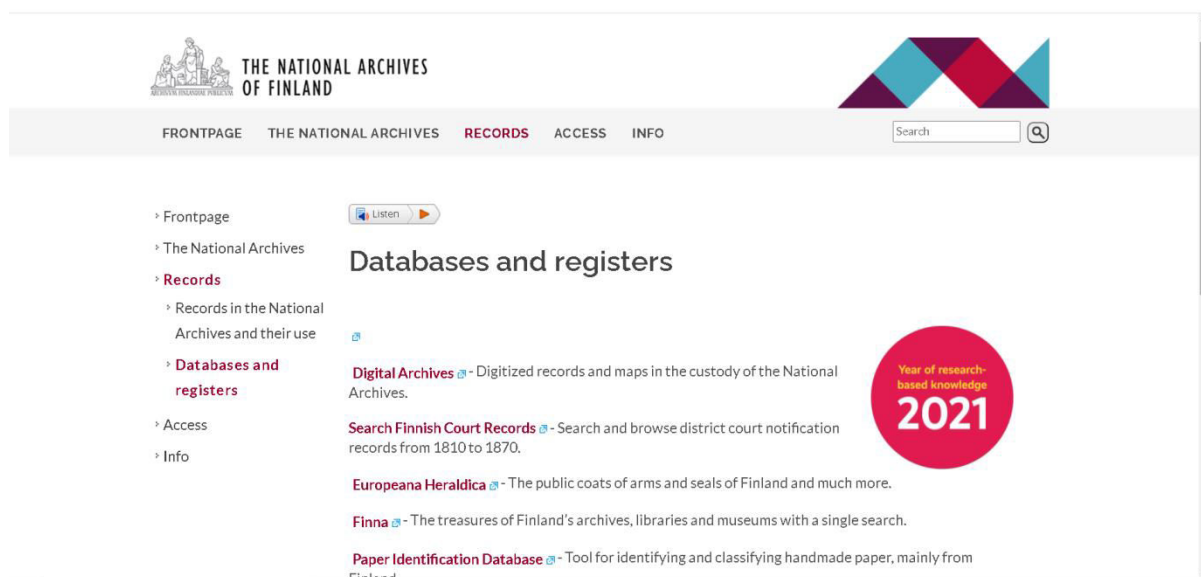 THE NATIONAL ARCHIVES
OF FINLAND
FRONTPAGE THE NATIONAL ARCHIVES RECORDS ACCESS INFO
Search
Frontpage
The National Archives
Records
Records in the National
Archives and their use
Databases and
registers
Access
Info
Listen
Databases and registers
Digital Archives - Digitized records and maps in the custody of the National
Archives.
Search Finnish Court Records - Search and browse district court notification
records from 1810 to 1870.
Europeana Heraldica - The public coats of arms and seals of Finland and much more.
Finna - The treasures of Finland's archives, libraries and museums with a single search.
Paper Identification Database - Tool for identifying and classifying handmade paper, mainly from
Year of research-
based knowledge
2021